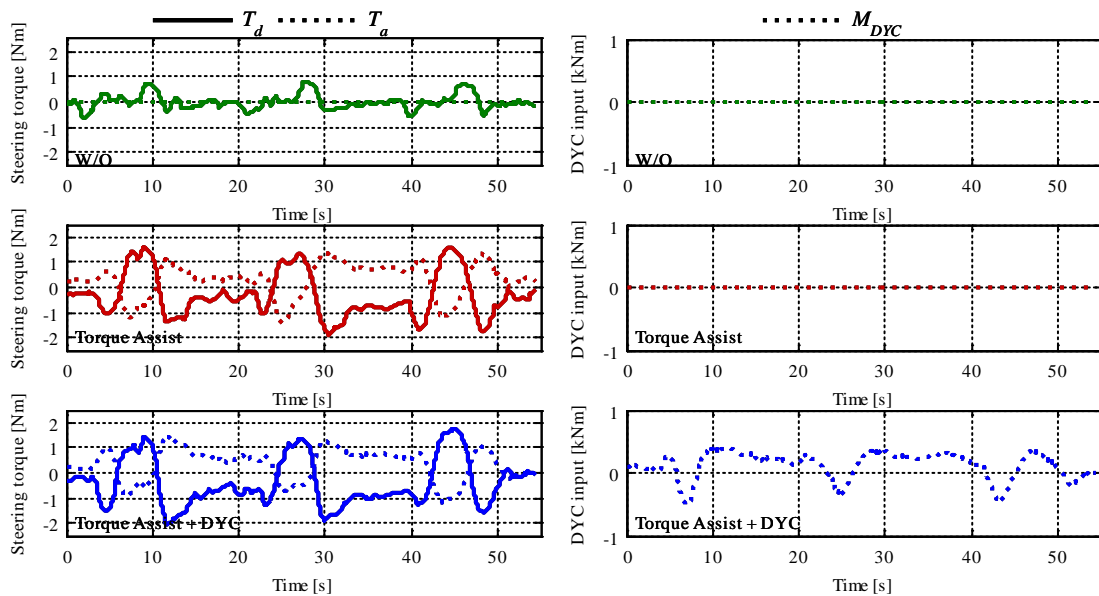 T_d T_a
Steering torque [Nm]
2
1
0
-1
-2
W/O
0 10 20 30 40 50
Time [s]
Steering torque [Nm]
2
1
0
-1
-2
Torque Assist
0 10 20 30 40 50
Time [s]
Steering torque [Nm]
2
1
0
-1
-2
Torque Assist + DYC
0 10 20 30 40 50
Time [s]
M_DYC
DYC input [kNm]
1
0
-1
W/O
0 10 20 30 40 50
Time [s]
DYC input [kNm]
1
0
-1
Torque Assist
0 10 20 30 40 50
Time [s]
DYC input [kNm]
1
0
-1
Torque Assist + DYC
0 10 20 30 40 50
Time [s]